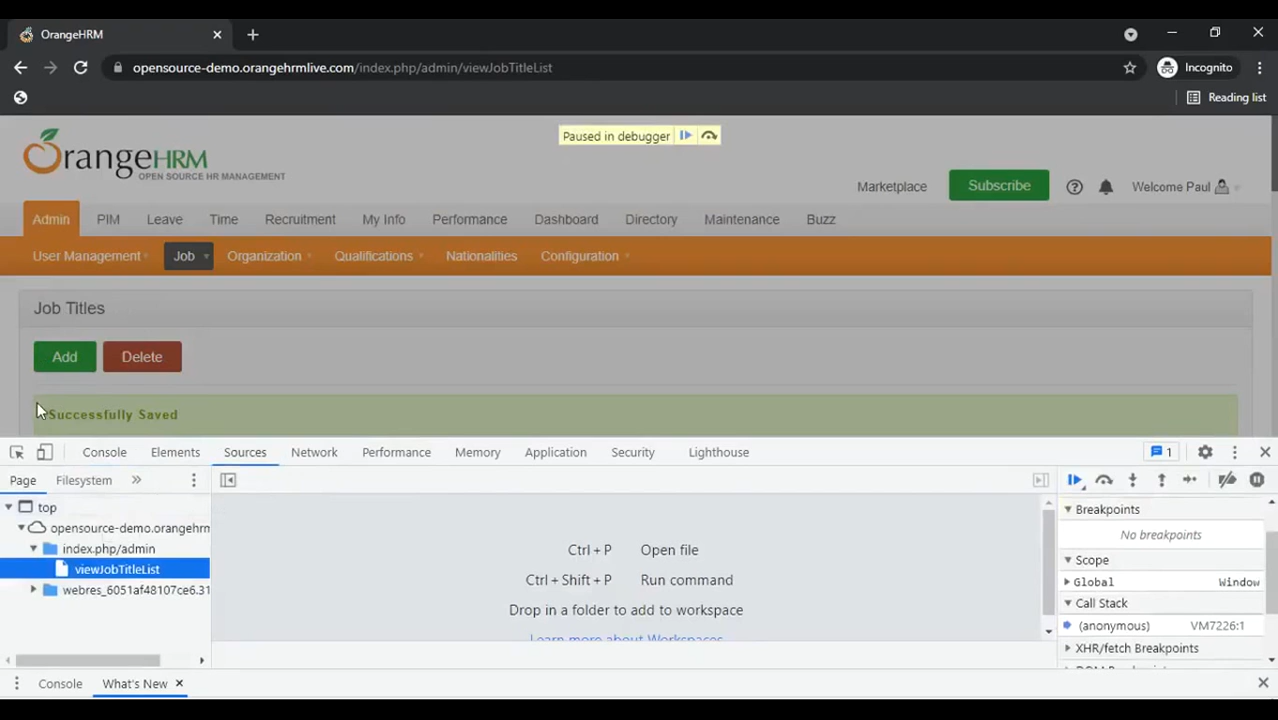 OrangeHRM
opensource-demo.orangehrmlive.com/index.php/admin/viewJobTitleList
Incognito
Reading list
Paused in debugger
OrangeHRM
OPEN SOURCE HR MANAGEMENT
Marketplace
Subscribe
Welcome Paul
Admin PIM Leave Time Recruitment My Info Performance Dashboard Directory Maintenance Buzz
User Management Job Organization Qualifications Nationalities Configuration
Job Titles
Add Delete
Successfully Saved
Console Elements Sources Network Performance Memory Application Security Lighthouse 1
Page Filesystem »
top
opensource-demo.orangehrm
index.php/admin
viewJobTitleList
webres_6051af48107ce6.31
Ctrl + P Open file
Ctrl + Shift + P Run command
Drop in a folder to add to workspace
Learn more about Workspaces
Breakpoints
No breakpoints
Scope
Global Window
Call Stack
(anonymous) VM7226:1
XHR/fetch Breakpoints
Console What's New